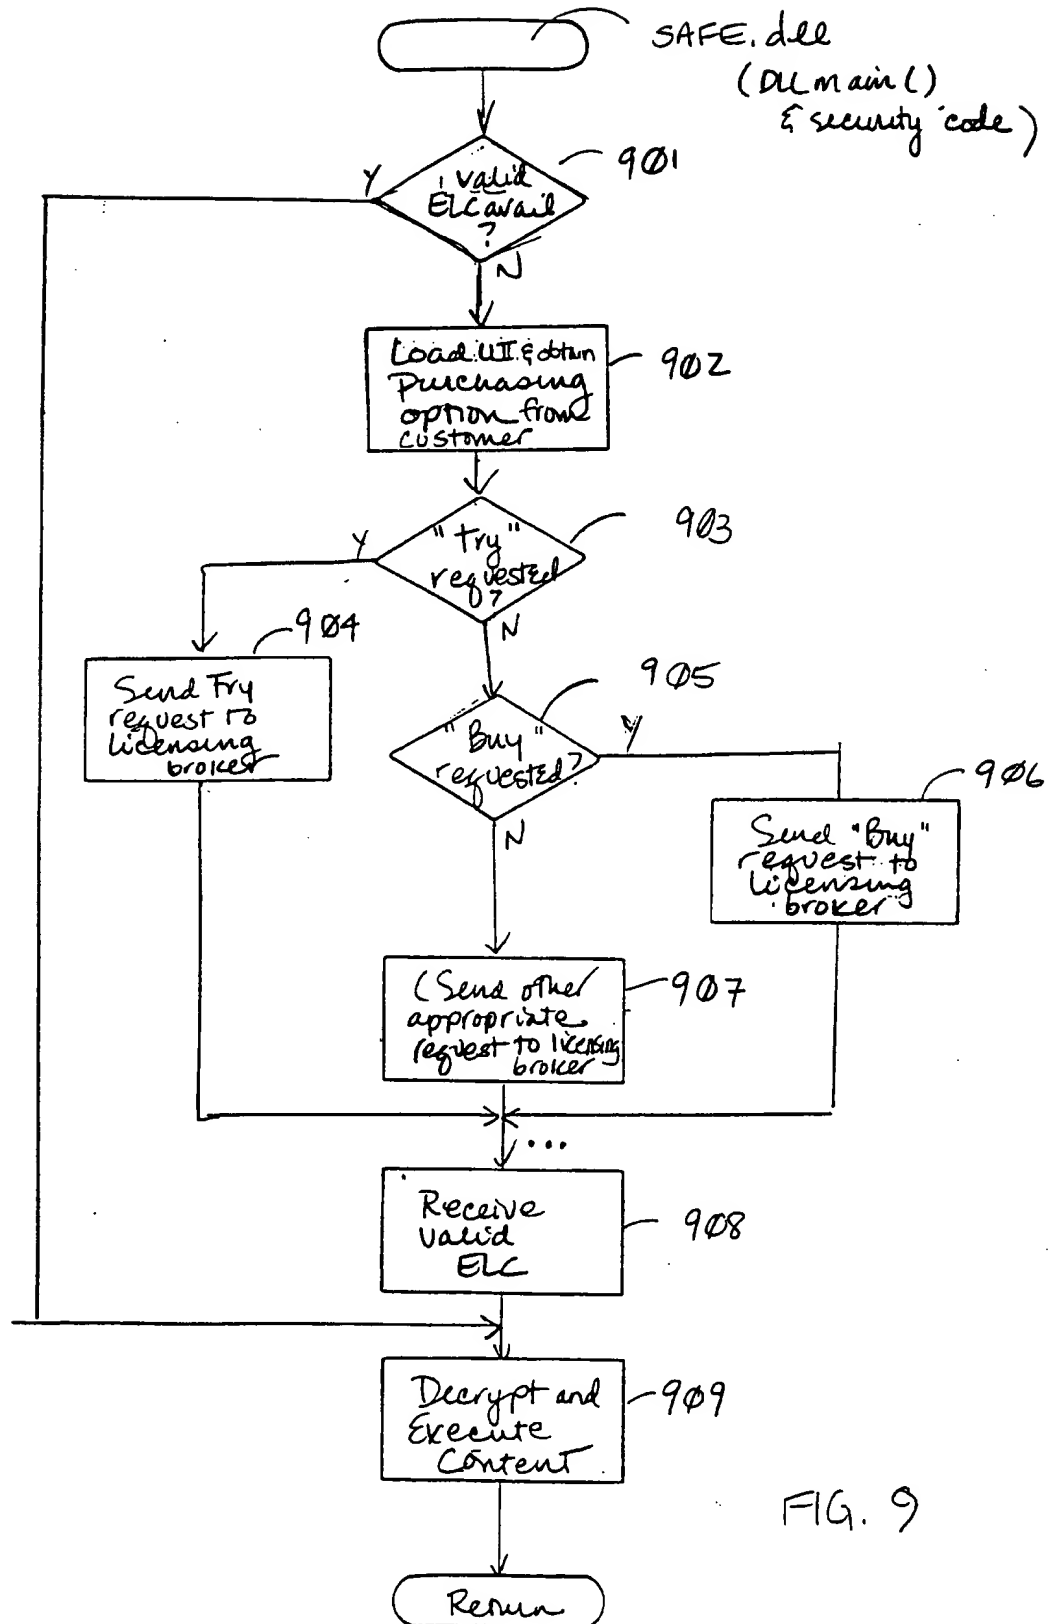 SAFE.dll
(DLLmain()
& security code)
901
Y
valid
ELC avail
?
N
Load UI & obtain
Purchasing
option from
customer
902
"Try"
requested
?
903
Y
N
904
Send Try
request to
licensing
broker
905
"Buy"
requested?
Y
N
906
Send "Buy"
request to
licensing
broker
(Send other
appropriate
request to licensing
broker
907
...
Receive
valid
ELC
908
Decrypt and
Execute
Content
909
FIG. 9
Return